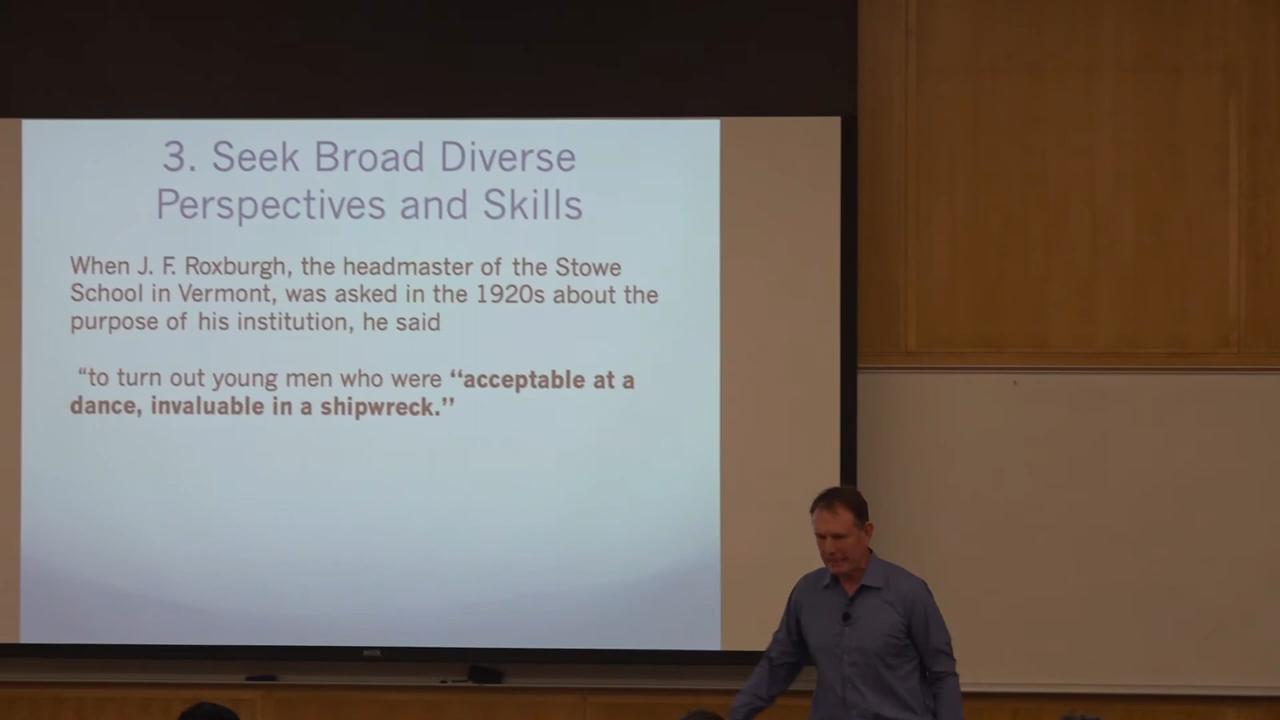 3. Seek Broad Diverse
Perspectives and Skills
When J. F. Roxburgh, the headmaster of the Stowe
School in Vermont, was asked in the 1920s about the
purpose of his institution, he said
“to turn out young men who were “acceptable at a
dance, invaluable in a shipwreck.”